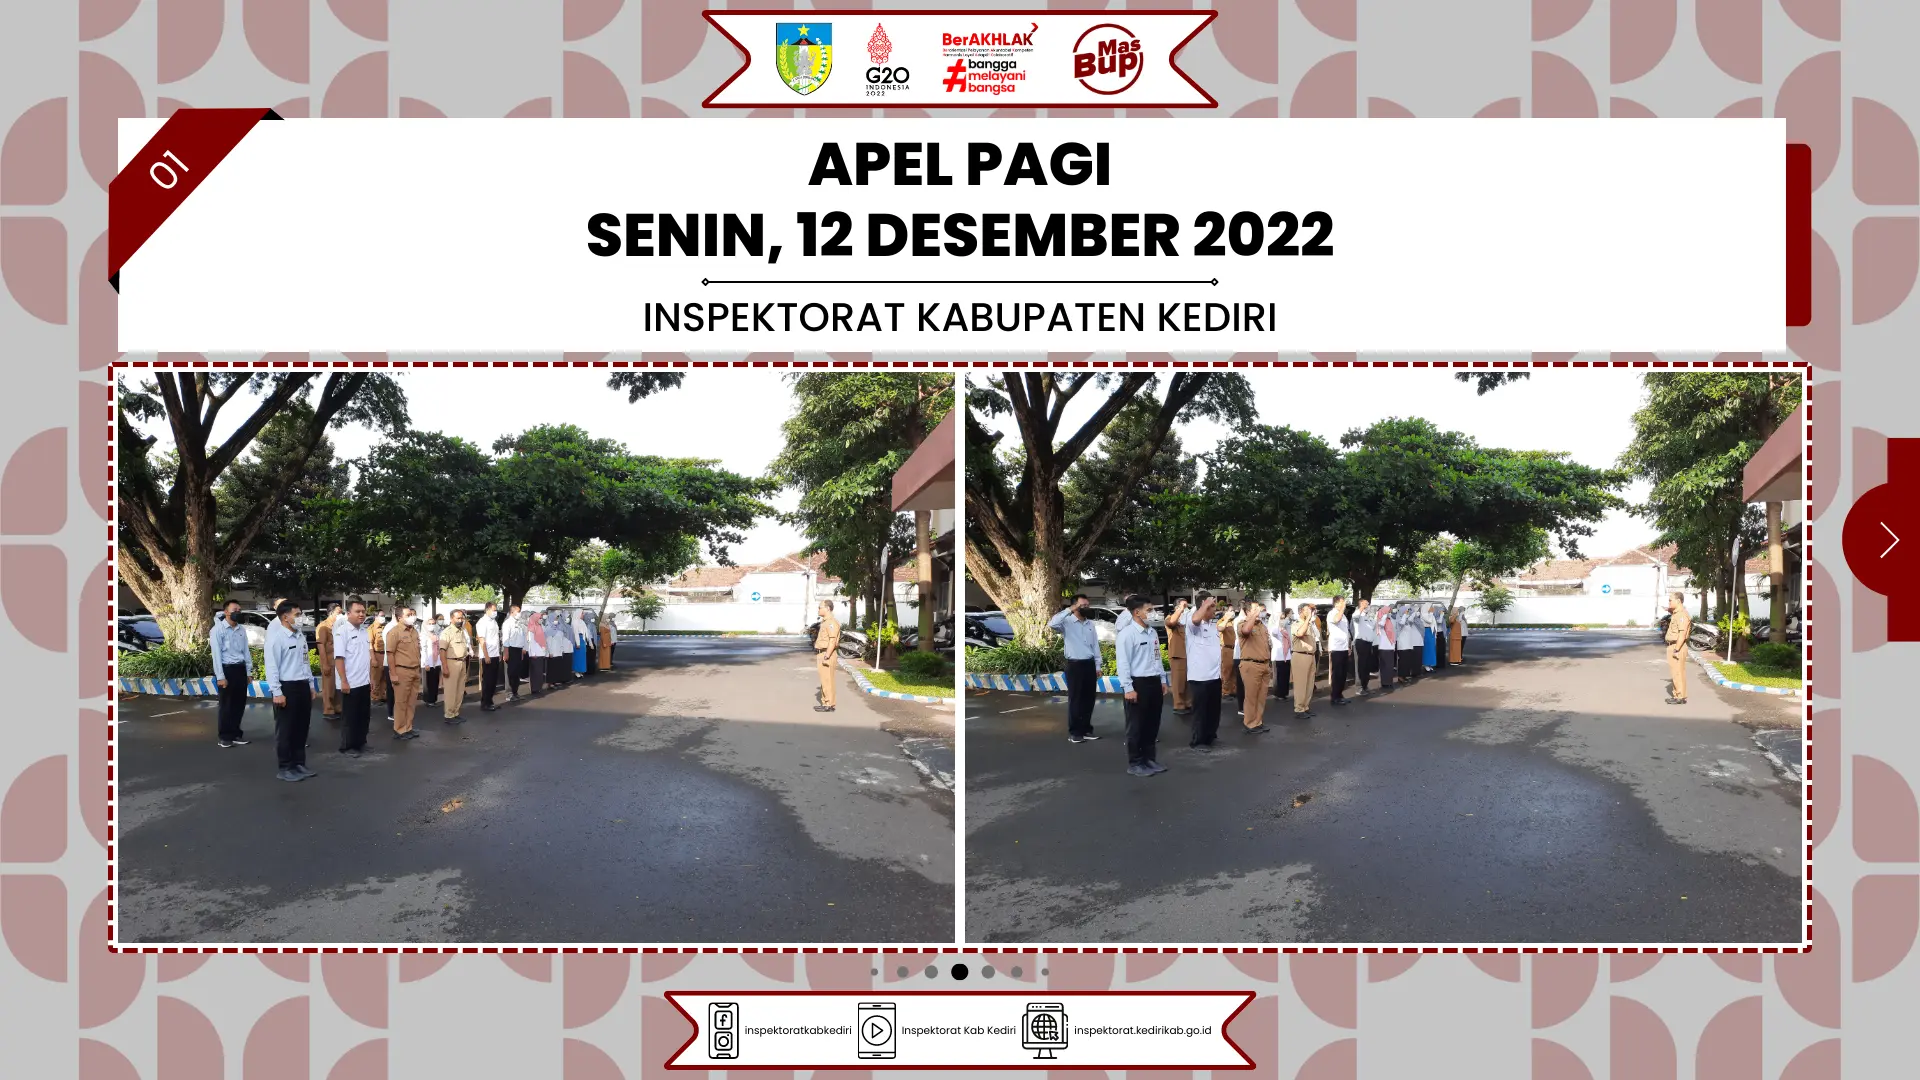 G20
INDONESIA
2022
BerAKHLAK
#bangga
melayani
bangsa
Mas
Bup
01
APEL PAGI
SENIN, 12 DESEMBER 2022
INSPEKTORAT KABUPATEN KEDIRI
inspektoratkabkediri
Inspektorat Kab Kediri
inspektorat.kedirikab.go.id